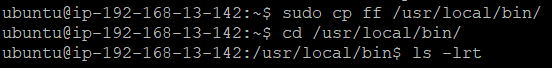 ubuntu@ip-192-168-13-142:~$ sudo cp ff /usr/local/bin/
ubuntu@ip-192-168-13-142:~$ cd /usr/local/bin/
ubuntu@ip-192-168-13-142:/usr/local/bin$ ls -lrt